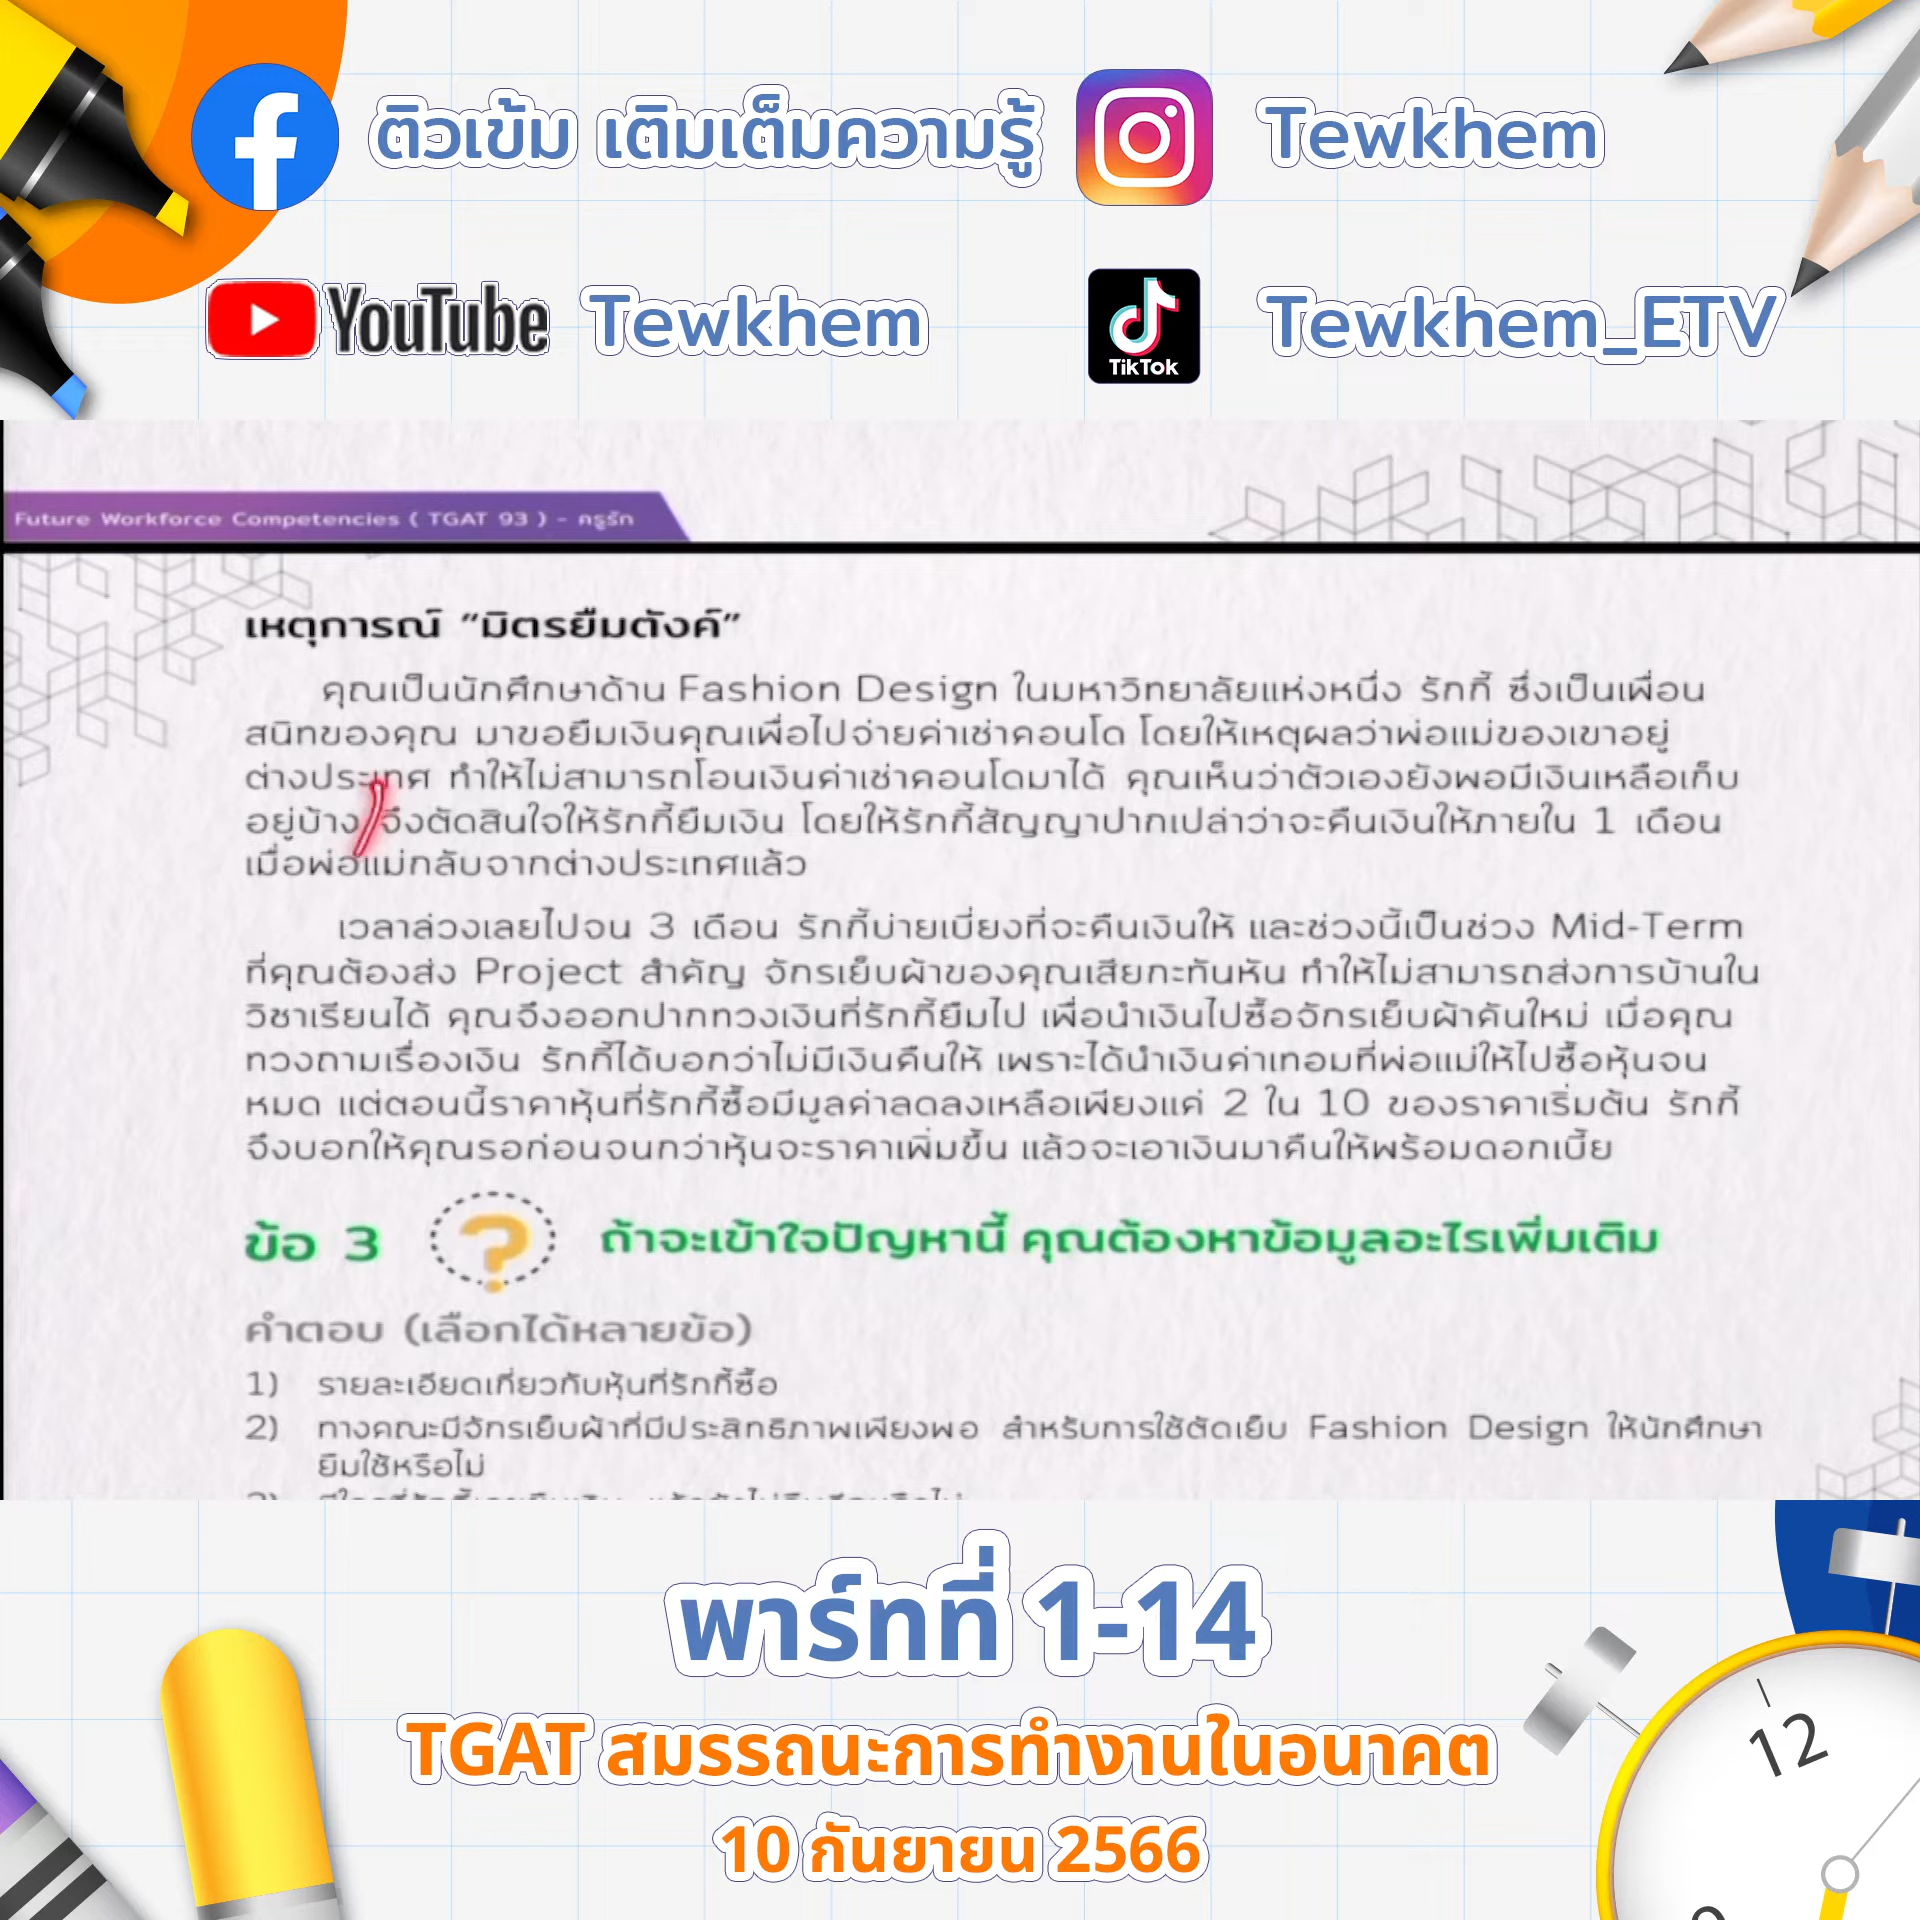 ติวเข้ม เติมเต็มความรู้
Tewkhem
YouTube Tewkhem
TikTok
Tewkhem_ETV
Future Workforce Competencies ( TGAT 93 ) - ครูรัก
เหตุการณ์ “มิตรยืมตังค์”
คุณเป็นนักศึกษาด้าน Fashion Design ในมหาวิทยาลัยแห่งหนึ่ง รักกี้ ซึ่งเป็นเพื่อน
สนิทของคุณ มาขอยืมเงินคุณเพื่อไปจ่ายค่าเช่าคอนโด โดยให้เหตุผลว่าพ่อแม่ของเขาอยู่
ต่างประเทศ ทำให้ไม่สามารถโอนเงินค่าเช่าคอนโดมาได้ คุณเห็นว่าตัวเองยังพอมีเงินเหลือเก็บ
อยู่บ้าง จึงตัดสินใจให้รักกี้ยืมเงิน โดยให้รักกี้สัญญาปากเปล่าว่าจะคืนเงินให้ภายใน 1 เดือน
เมื่อพ่อแม่กลับจากต่างประเทศแล้ว
เวลาล่วงเลยไปจน 3 เดือน รักกี้บ่ายเบี่ยงที่จะคืนเงินให้ และช่วงนี้เป็นช่วง Mid-Term
ที่คุณต้องส่ง Project สำคัญ จักรเย็บผ้าของคุณเสียกะทันหัน ทำให้ไม่สามารถส่งการบ้านใน
วิชาเรียนได้ คุณจึงออกปากทวงเงินที่รักกี้ยืมไป เพื่อนำเงินไปซื้อจักรเย็บผ้าคันใหม่ เมื่อคุณ
ทวงถามเรื่องเงิน รักกี้ได้บอกว่าไม่มีเงินคืนให้ เพราะได้นำเงินค่าเทอมที่พ่อแม่ให้ไปซื้อหุ้นจน
หมด แต่ตอนนี้ราคาหุ้นที่รักกี้ซื้อมีมูลค่าลดลงเหลือเพียงแค่ 2 ใน 10 ของราคาเริ่มต้น รักกี้
จึงบอกให้คุณรอก่อนจนกว่าหุ้นจะราคาเพิ่มขึ้น แล้วจะเอาเงินมาคืนให้พร้อมดอกเบี้ย
ข้อ 3 ? ถ้าจะเข้าใจปัญหานี้ คุณต้องหาข้อมูลอะไรเพิ่มเติม
คำตอบ (เลือกได้หลายข้อ)
1) รายละเอียดเกี่ยวกับหุ้นที่รักกี้ซื้อ
2) ทางคณะมีจักรเย็บผ้าที่มีประสิทธิภาพเพียงพอ สำหรับการใช้ตัดเย็บ Fashion Design ให้นักศึกษา
ยืมใช้หรือไม่
พาร์ทที่ 1-14
TGAT สมรรถนะการทำงานในอนาคต
10 กันยายน 2566
12